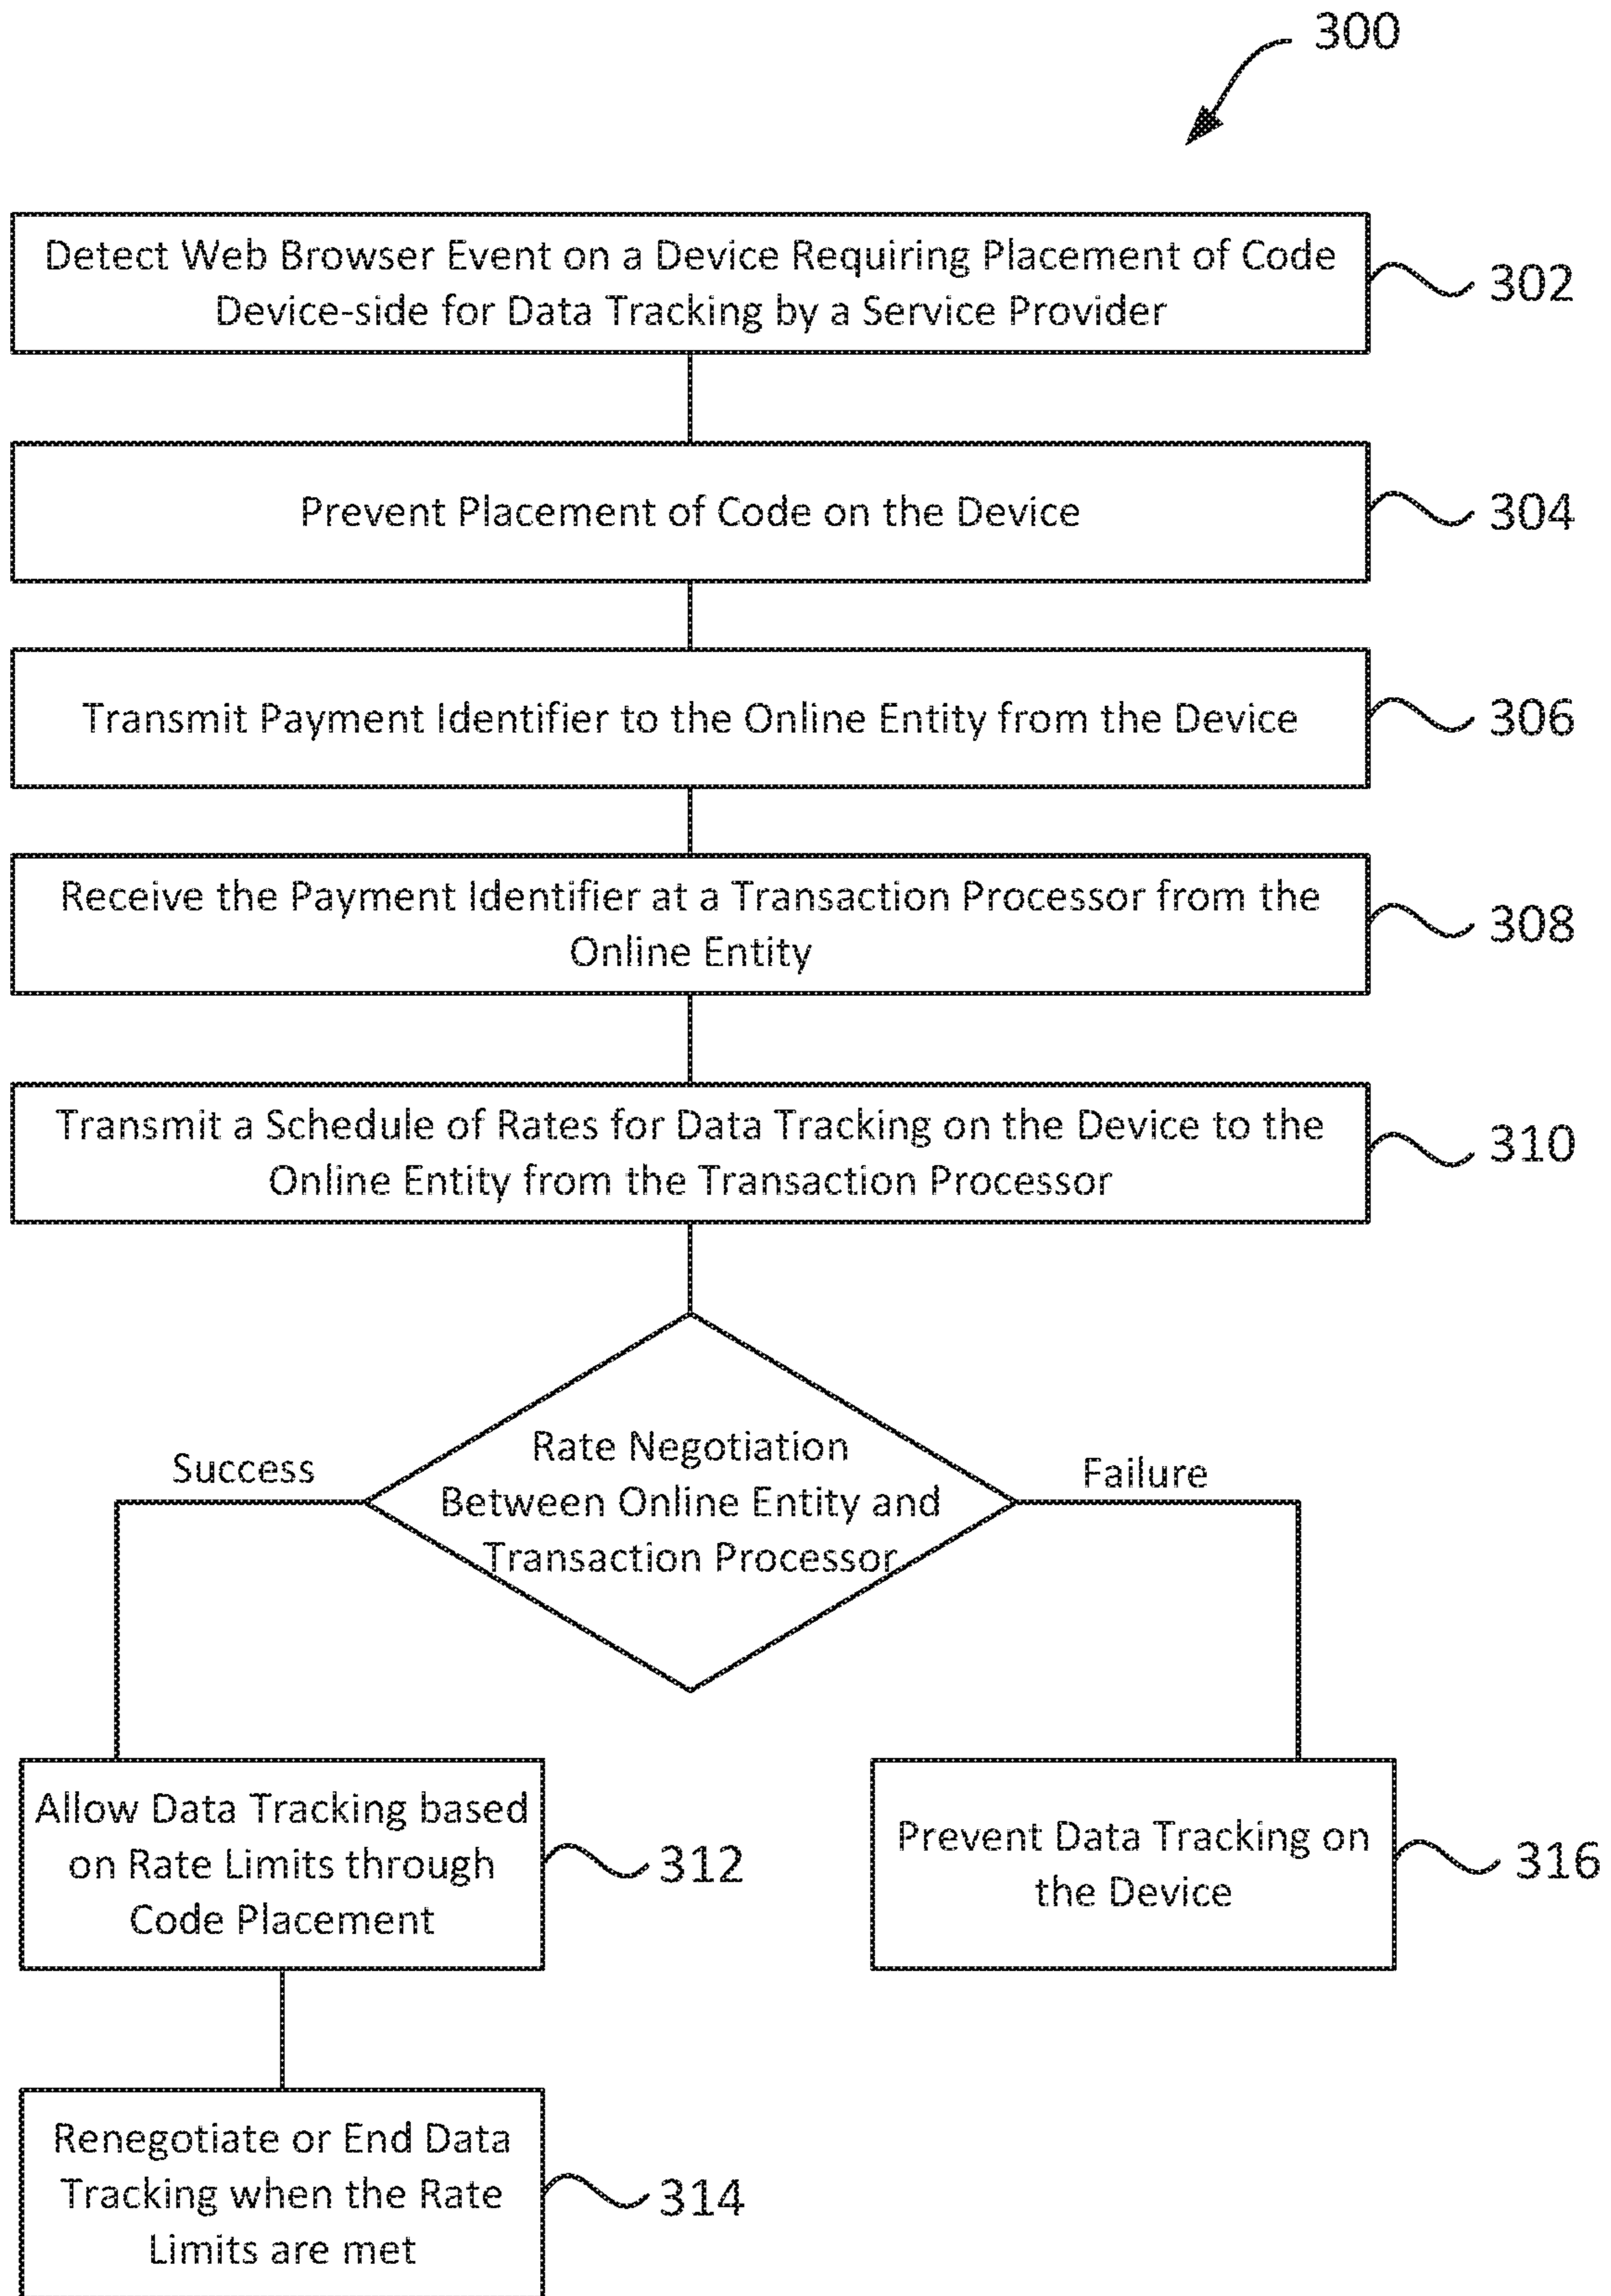 300
Detect Web Browser Event on a Device Requiring Placement of Code
Device-side for Data Tracking by a Service Provider
302
Prevent Placement of Code on the Device
304
Transmit Payment Identifier to the Online Entity from the Device
306
Receive the Payment Identifier at a Transaction Processor from the
Online Entity
308
Transmit a Schedule of Rates for Data Tracking on the Device to the
Online Entity from the Transaction Processor
310
Rate Negotiation
Between Online Entity and
Transaction Processor
Success
Failure
Allow Data Tracking based
on Rate Limits through
Code Placement
312
Prevent Data Tracking on
the Device
316
Renegotiate or End Data
Tracking when the Rate
Limits are met
314